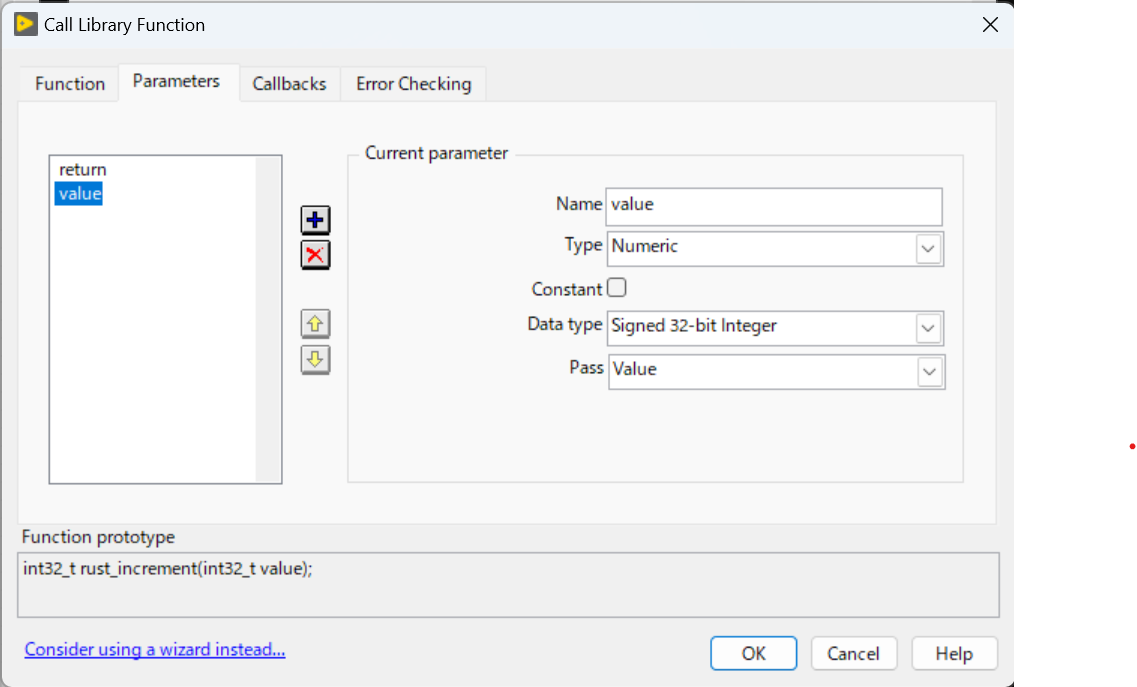 Call Library Function
Function Parameters Callbacks Error Checking
return
value
Current parameter
Name value
Type Numeric
Constant
Data type Signed 32-bit Integer
Pass Value
Function prototype
int32_t rust_increment(int32_t value);
Consider using a wizard instead...
OK Cancel Help